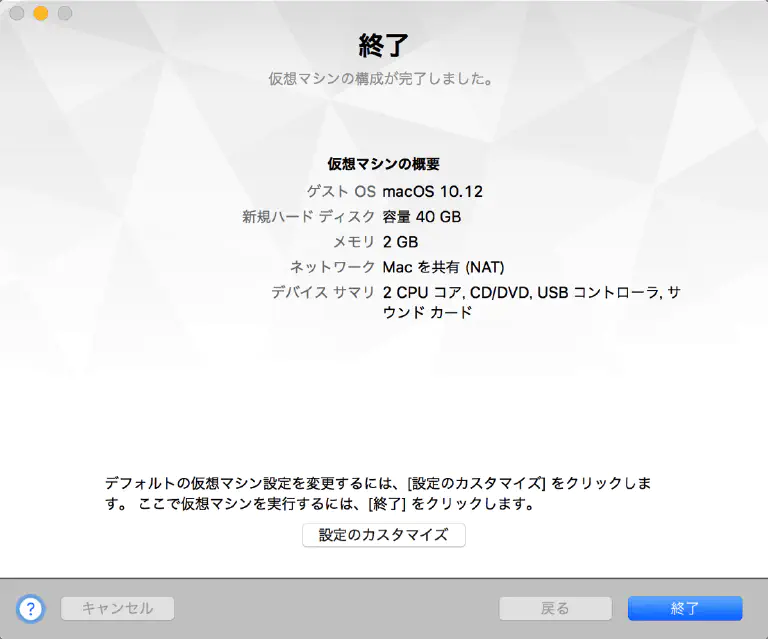 終了
仮想マシンの構成が完了しました。
仮想マシンの概要
ゲスト OS macOS 10.12
新規ハード ディスク 容量 40 GB
メモリ 2 GB
ネットワーク Mac を共有 (NAT)
デバイス サマリ 2 CPU コア, CD/DVD, USB コントローラ, サ
ウンド カード
デフォルトの仮想マシン設定を変更するには、[設定のカスタマイズ] をクリックしま
す。 ここで仮想マシンを実行するには、[終了] をクリックします。
設定のカスタマイズ
? キャンセル 戻る 終了